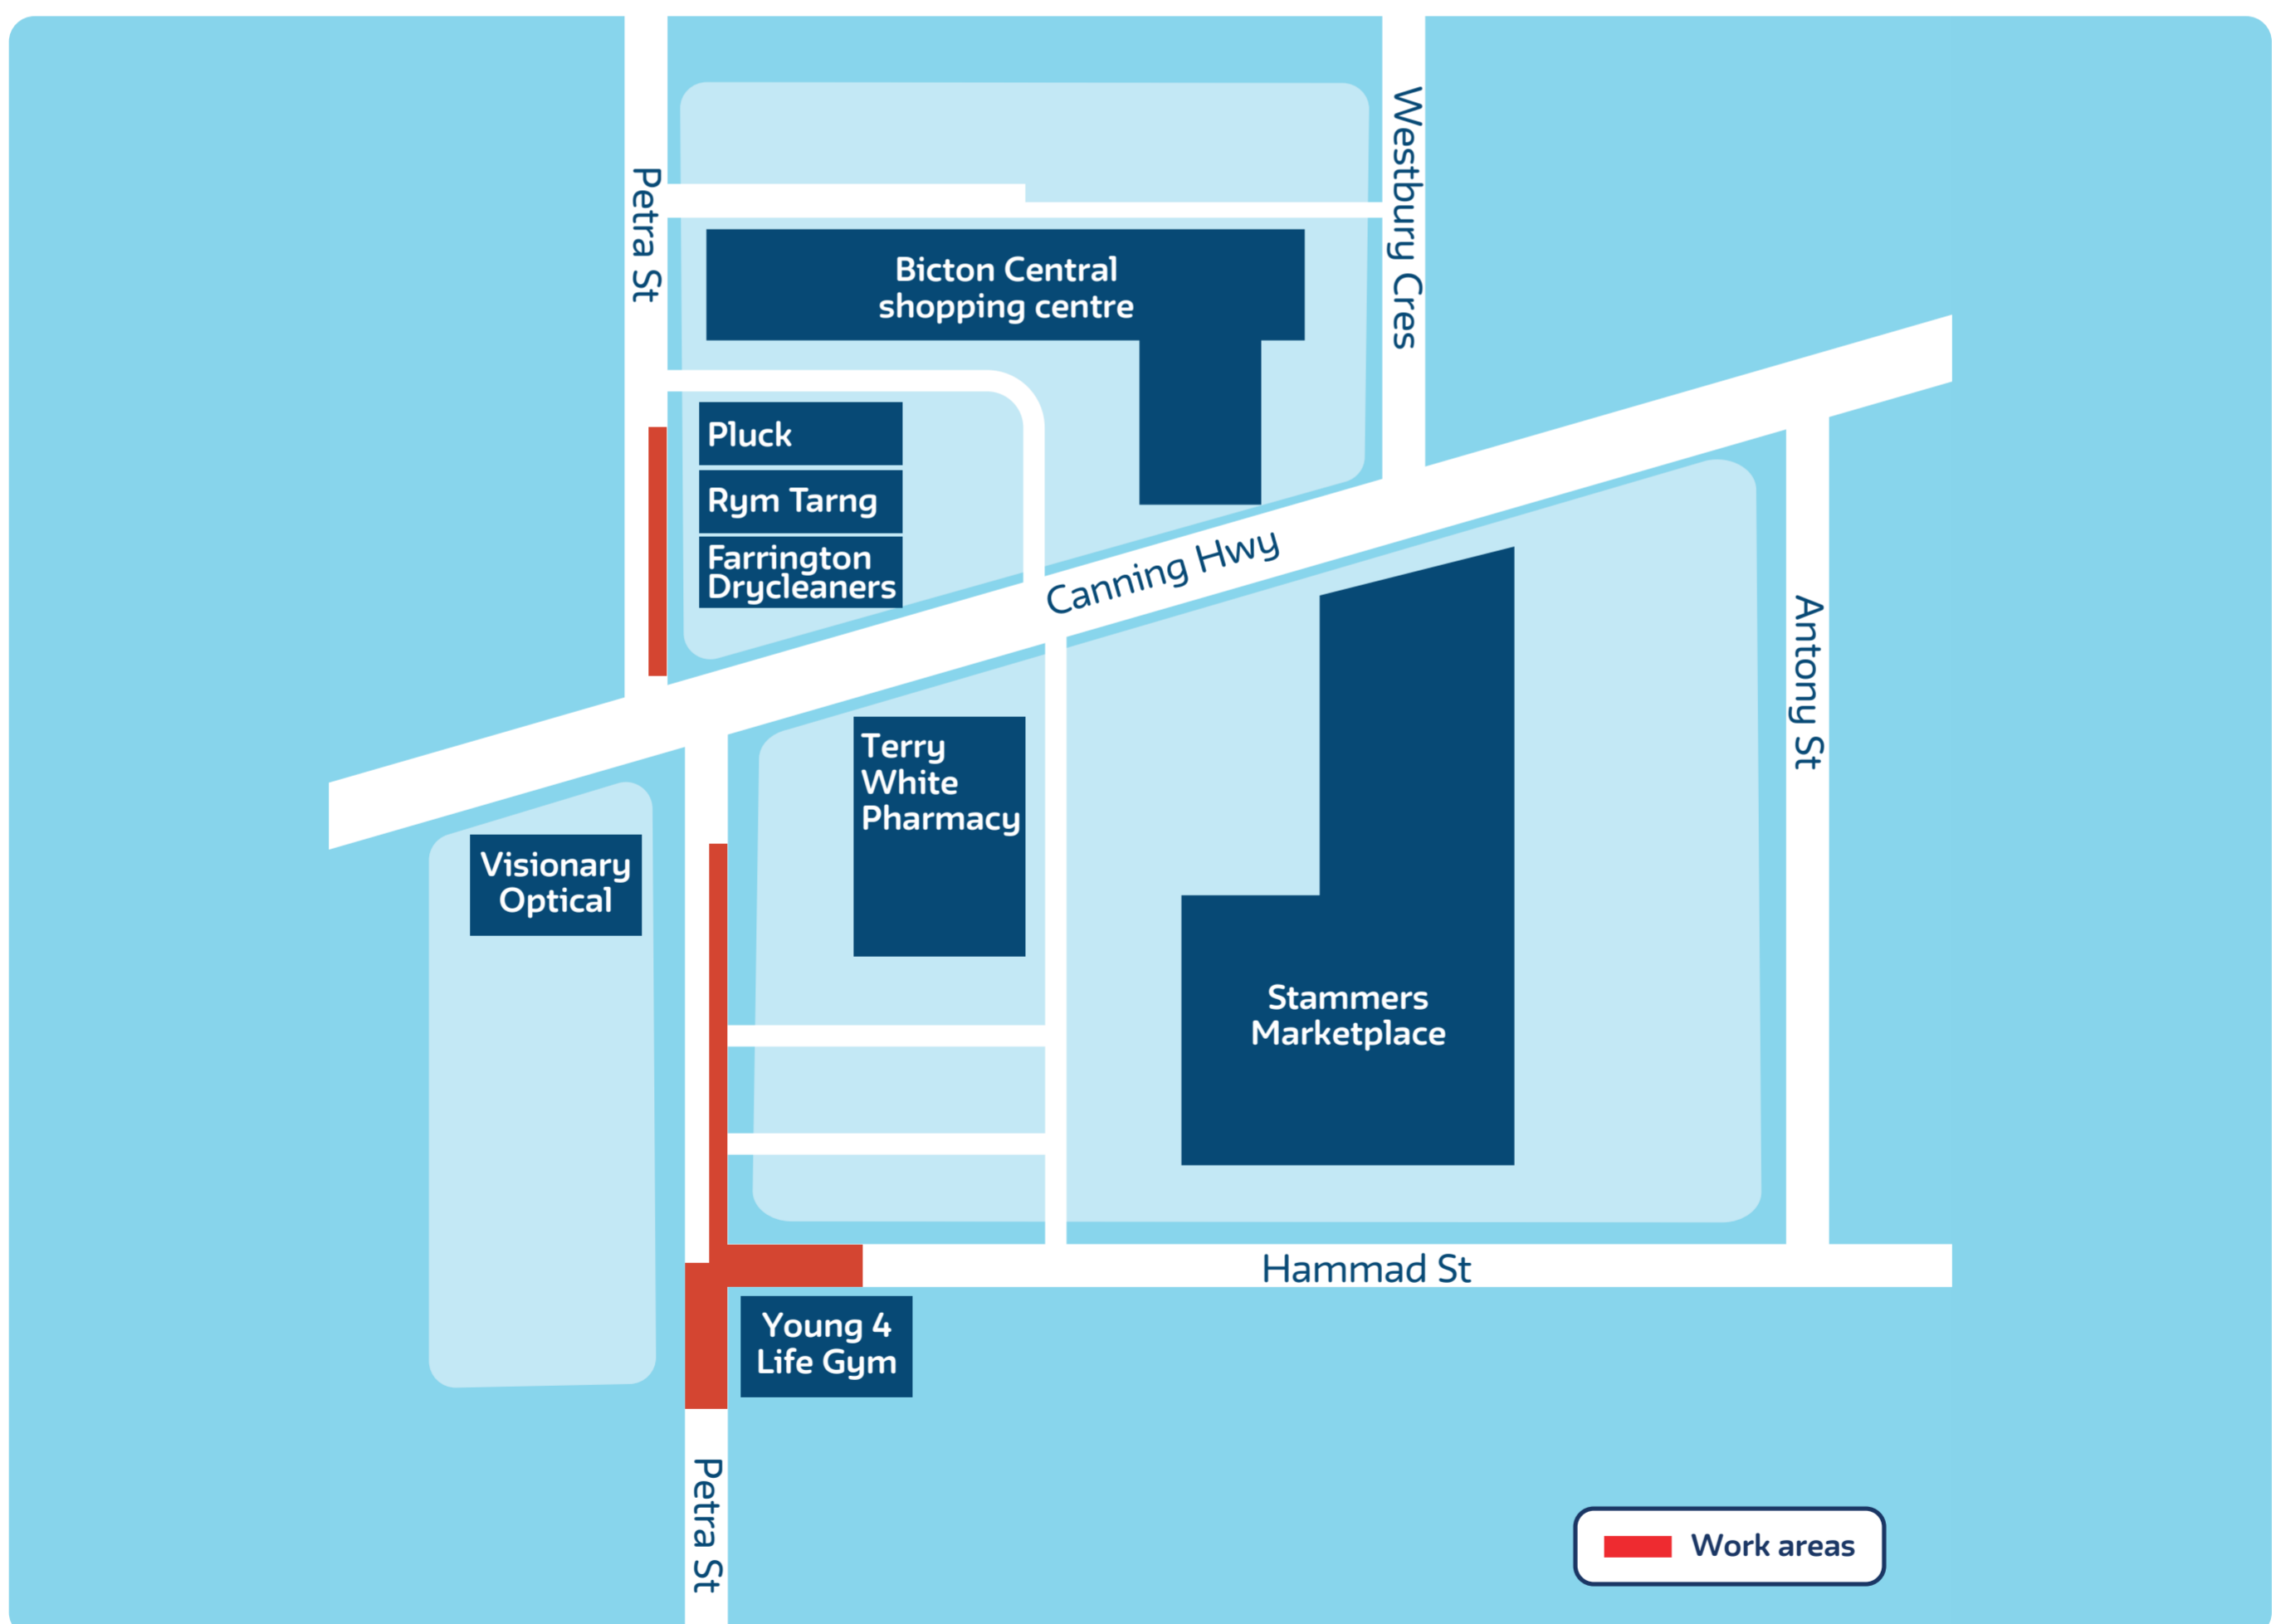 Westbury Cres
Petra St
Bicton Central
shopping centre
Pluck
Rym Tarng
Farrington
Drycleaners
Canning Hwy
Antony St
Terry
White
Pharmacy
Visionary
Optical
Stammers
Marketplace
Hammad St
Young 4
Life Gym
Petra St
Work areas